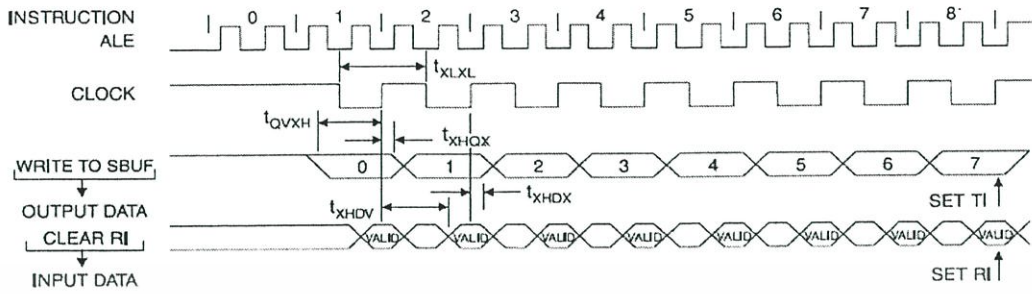 INSTRUCTION 0 1 2 3 4 5 6 7 8
ALE
tXLXL
CLOCK
tQVXH
tXHQX
WRITE TO SBUF 0 1 2 3 4 5 6 7
tXHDX
SET TI
OUTPUT DATA
tXHDV
CLEAR RI VALID VALID VALID VALID VALID VALID VALID VALID
SET RI
INPUT DATA